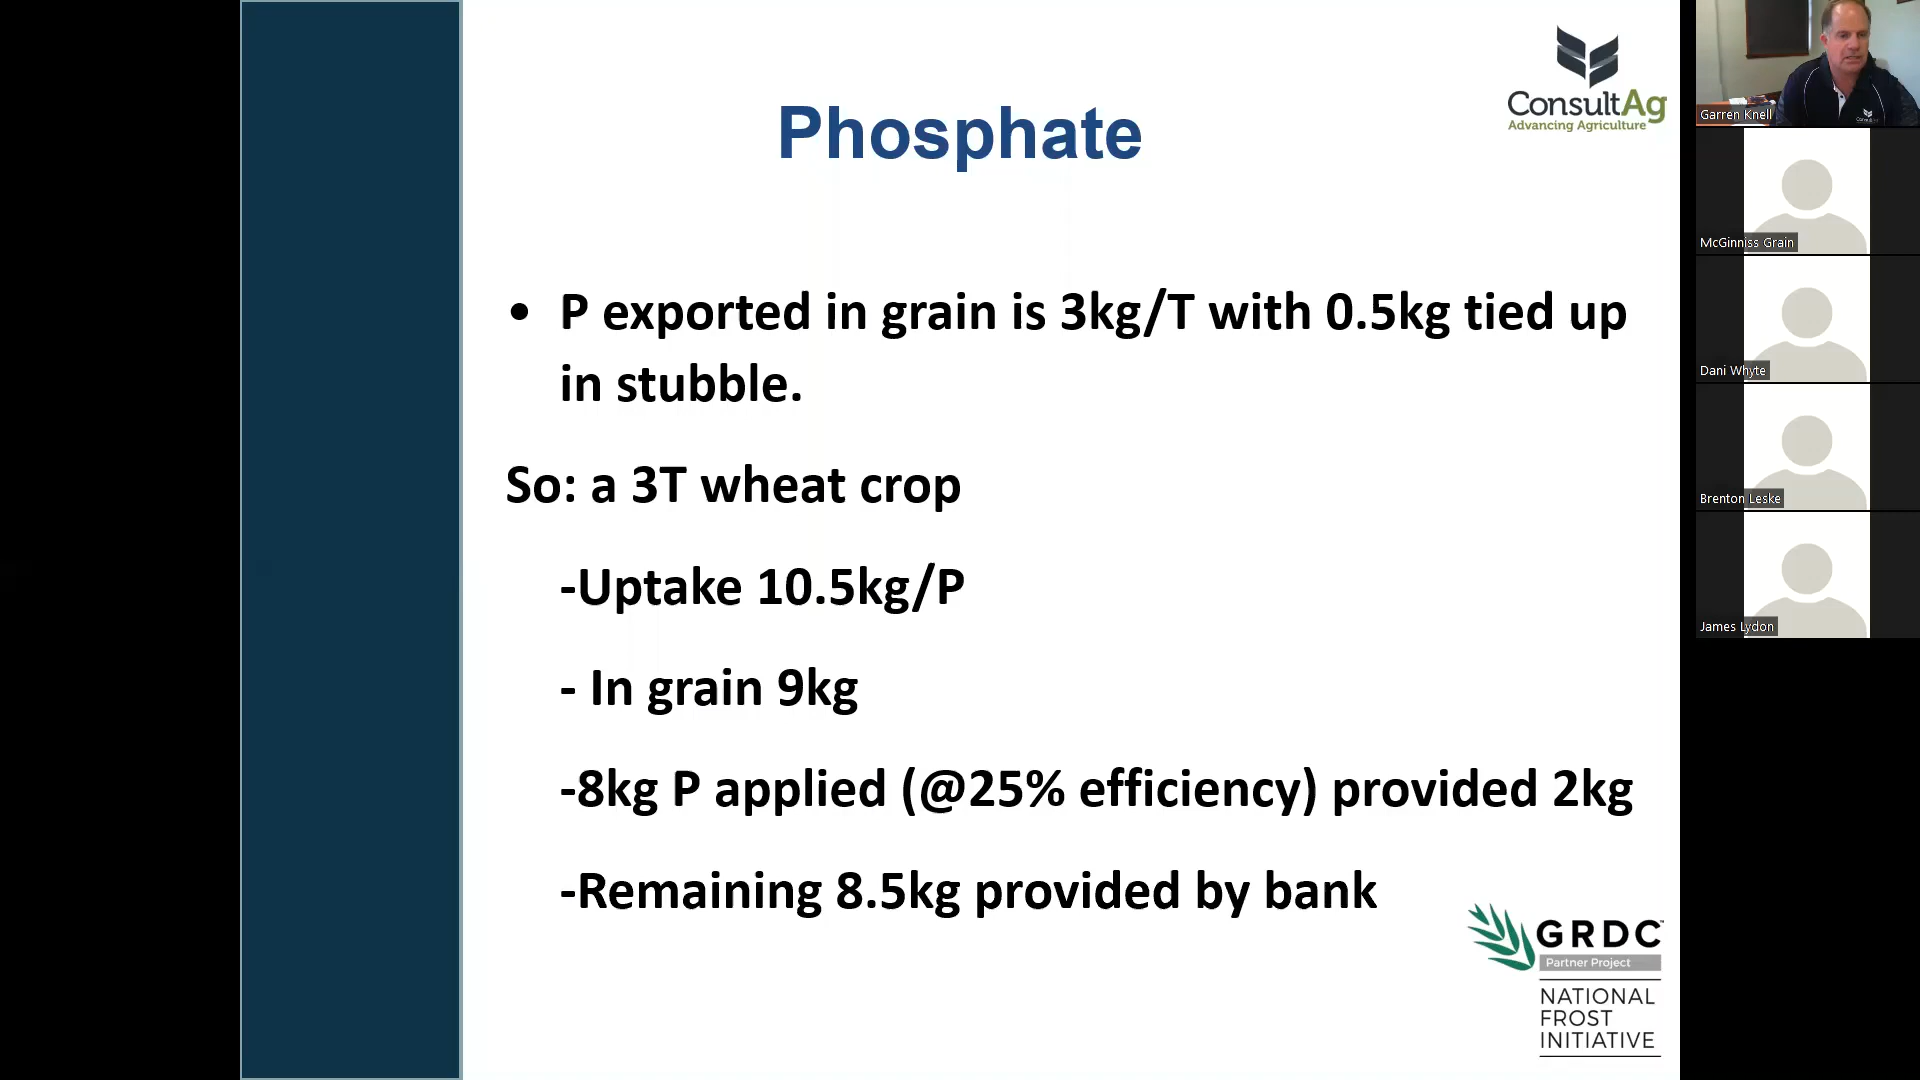 Phosphate
ConsultAg
Advancing Agriculture
• P exported in grain is 3kg/T with 0.5kg tied up
in stubble.
So: a 3T wheat crop
-Uptake 10.5kg/P
- In grain 9kg
-8kg P applied (@25% efficiency) provided 2kg
-Remaining 8.5kg provided by bank
GRDC™
Partner Project
NATIONAL
FROST
INITIATIVE
Garren Knell
McGinniss Grain
Dani Whyte
Brenton Leske
James Lydon